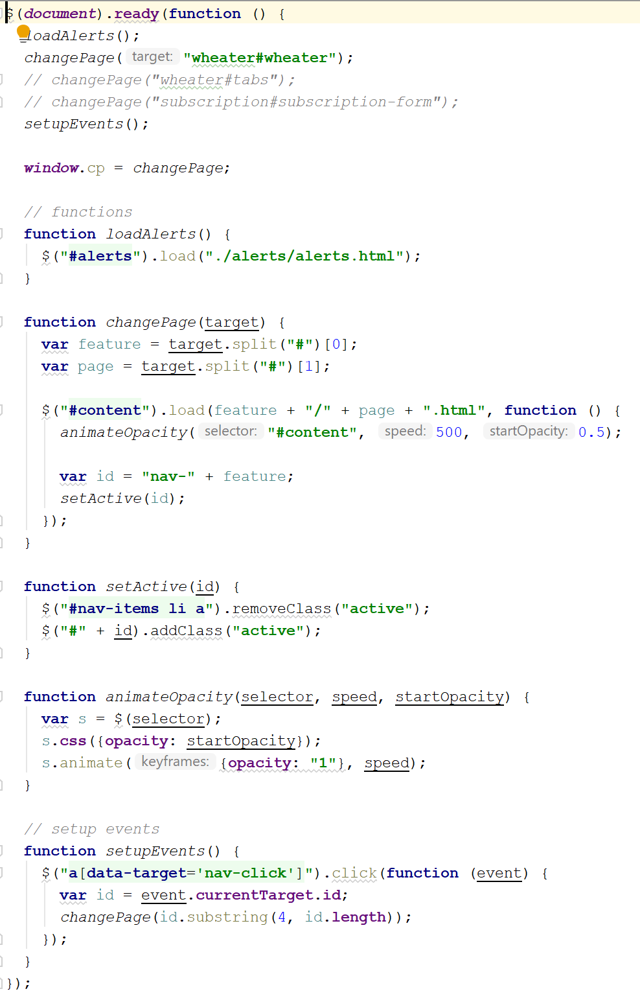 $(document).ready(function () {
  loadAlerts();
  changePage( target: "wheater#wheater");
  // changePage("wheater#tabs");
  // changePage("subscription#subscription-form");
  setupEvents();

  window.cp = changePage;

  // functions
  function loadAlerts() {
    $("#alerts").load("./alerts/alerts.html");
  }

  function changePage(target) {
    var feature = target.split("#")[0];
    var page = target.split("#")[1];

    $("#content").load(feature + "/" + page + ".html", function () {
      animateOpacity( selector: "#content", speed: 500, startOpacity: 0.5);

      var id = "nav-" + feature;
      setActive(id);
    });
  }

  function setActive(id) {
    $("#nav-items li a").removeClass("active");
    $("#" + id).addClass("active");
  }

  function animateOpacity(selector, speed, startOpacity) {
    var s = $(selector);
    s.css({opacity: startOpacity});
    s.animate( keyframes: {opacity: "1"}, speed);
  }

  // setup events
  function setupEvents() {
    $("a[data-target='nav-click']").click(function (event) {
      var id = event.currentTarget.id;
      changePage(id.substring(4, id.length));
    });
  }
});